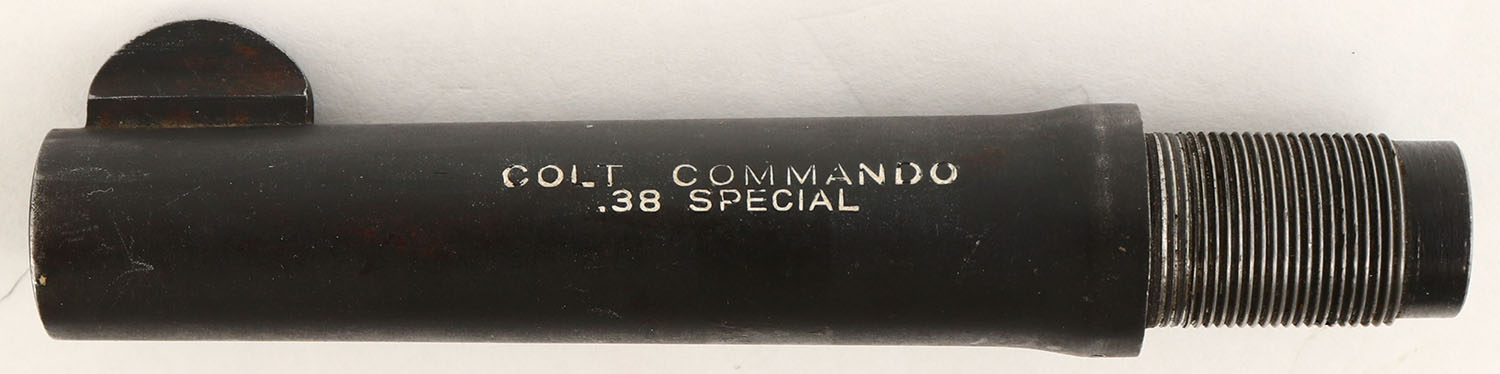 COLT COMMANDO
.38 SPECIAL